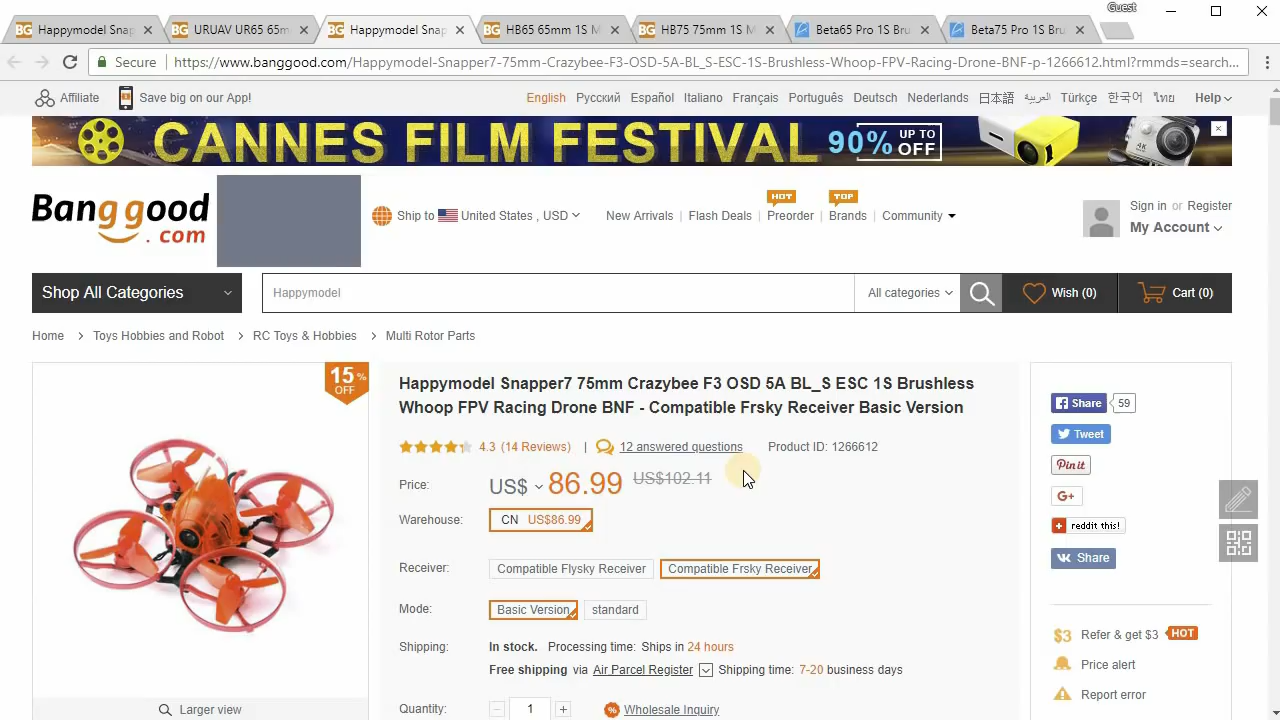 Guest
BG Happymodel Snap
BG URUAV UR65 65m
BG Happymodel Snap
BG HB65 65mm 1S M
BG HB75 75mm 1S M
Beta65 Pro 1S Bru
Beta75 Pro 1S Brus
Secure https://www.banggood.com/Happymodel-Snapper7-75mm-Crazybee-F3-OSD-5A-BL_S-ESC-1S-Brushless-Whoop-FPV-Racing-Drone-BNF-p-1266612.html?rmmds=search...
Affiliate Save big on our App! English Русский Español Italiano Français Português Deutsch Nederlands 日本語 العربية Türkçe 한국어 ไทย Help
CANNES FILM FESTIVAL 90% UP TO OFF
4K
Banggood
.com
Ship to United States , USD
New Arrivals | Flash Deals | Preorder | Brands | Community
HOT
TOP
Sign in or Register
My Account
Shop All Categories
Happymodel
All categories
Wish (0)
Cart (0)
Home > Toys Hobbies and Robot > RC Toys & Hobbies > Multi Rotor Parts
15%
OFF
Larger view
Happymodel Snapper7 75mm Crazybee F3 OSD 5A BL_S ESC 1S Brushless
Whoop FPV Racing Drone BNF - Compatible Frsky Receiver Basic Version
4.3 (14 Reviews) | 12 answered questions Product ID: 1266612
Price: US$ 86.99 US$102.11
Warehouse: CN US$86.99
Receiver: Compatible Flysky Receiver Compatible Frsky Receiver
Mode: Basic Version standard
Shipping: In stock. Processing time: Ships in 24 hours
Free shipping via Air Parcel Register Shipping time: 7-20 business days
Quantity: - 1 + % Wholesale Inquiry
Share 59
Tweet
Pin it
G+
reddit this!
Share
$3 Refer & get $3 HOT
Price alert
Report error